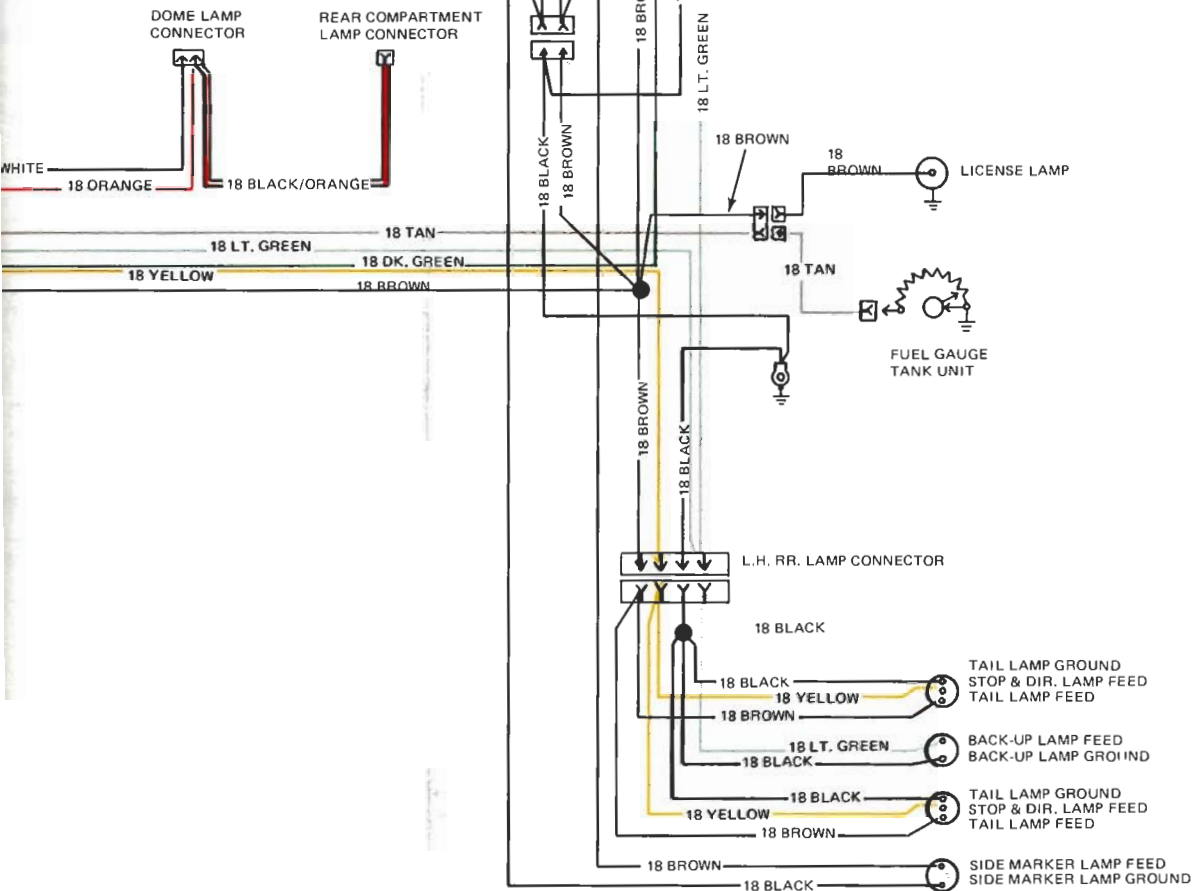 DOME LAMP
CONNECTOR
REAR COMPARTMENT
LAMP CONNECTOR
18 BR
18 LT. GREEN
18 BROWN
18
BROWN
LICENSE LAMP
18 BLACK
18 BROWN
WHITE
18 ORANGE
18 BLACK/ORANGE
18 TAN
18 LT. GREEN
18 DK. GREEN
18 YELLOW
18 BROWN
18 TAN
FUEL GAUGE
TANK UNIT
18 BROWN
18 BLACK
L.H. RR. LAMP CONNECTOR
18 BLACK
18 BLACK
18 YELLOW
18 BROWN
TAIL LAMP GROUND
STOP & DIR. LAMP FEED
TAIL LAMP FEED
18 LT. GREEN
18 BLACK
BACK-UP LAMP FEED
BACK-UP LAMP GROUND
18 BLACK
18 YELLOW
18 BROWN
TAIL LAMP GROUND
STOP & DIR. LAMP FEED
TAIL LAMP FEED
18 BROWN
18 BLACK
SIDE MARKER LAMP FEED
SIDE MARKER LAMP GROUND